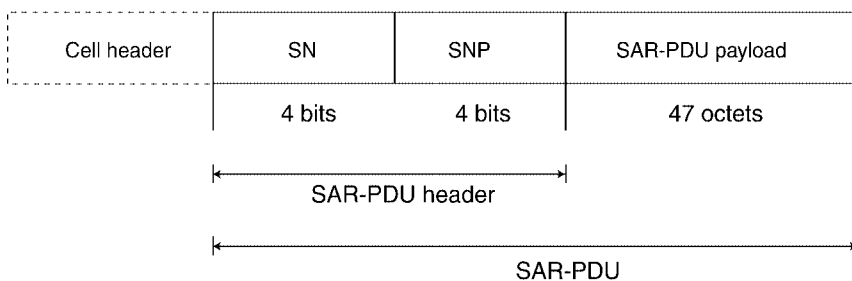 Cell header SN SNP SAR-PDU payload
4 bits 4 bits 47 octets
SAR-PDU header
SAR-PDU